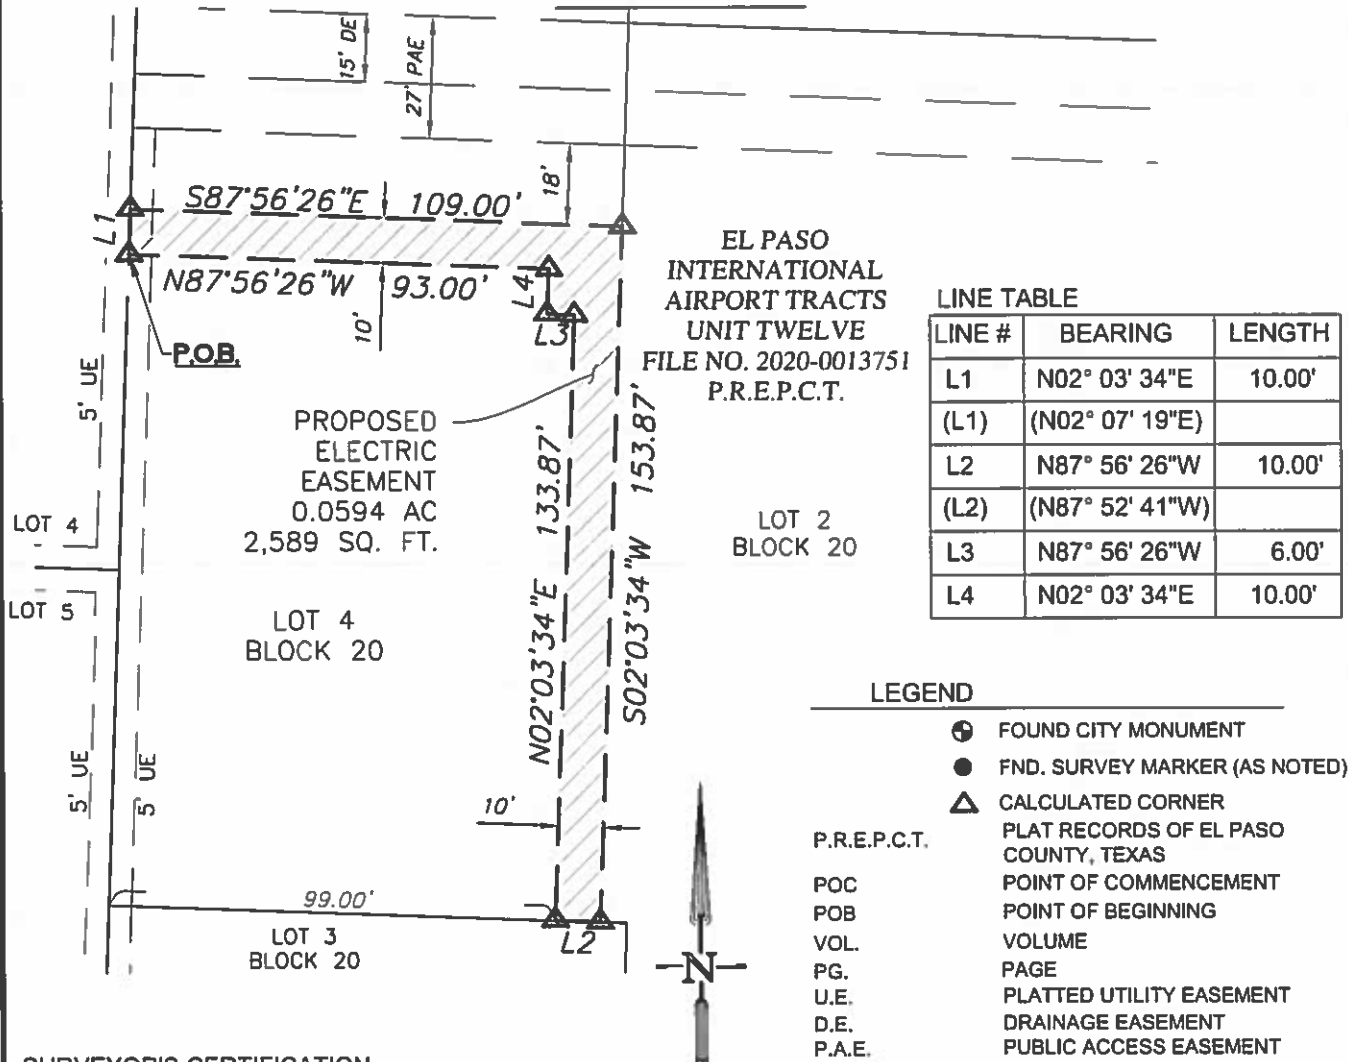 15' DE
27' PAE
18'
S87°56'26"E 109.00'
L1
N87°56'26"W 93.00'
L4
L3
10'
P.O.B.
5' UE
EL PASO
INTERNATIONAL
AIRPORT TRACTS
UNIT TWELVE
FILE NO. 2020-0013751
P.R.E.P.C.T.
PROPOSED
ELECTRIC
EASEMENT
0.0594 AC
2,589 SQ. FT.
N02°03'34"E 133.87'
S02°03'34"W 153.87'
LOT 4
LOT 5
LOT 2
BLOCK 20
LOT 4
BLOCK 20
5' UE
5' UE
10'
99.00'
L2
LOT 3
BLOCK 20
N
LINE TABLE
LINE # BEARING LENGTH
L1 N02° 03' 34"E 10.00'
(L1) (N02° 07' 19"E)
L2 N87° 56' 26"W 10.00'
(L2) (N87° 52' 41"W)
L3 N87° 56' 26"W 6.00'
L4 N02° 03' 34"E 10.00'
LEGEND
FOUND CITY MONUMENT
FND. SURVEY MARKER (AS NOTED)
CALCULATED CORNER
P.R.E.P.C.T. PLAT RECORDS OF EL PASO
COUNTY, TEXAS
POC POINT OF COMMENCEMENT
POB POINT OF BEGINNING
VOL. VOLUME
PG. PAGE
U.E. PLATTED UTILITY EASEMENT
D.E. DRAINAGE EASEMENT
P.A.E. PUBLIC ACCESS EASEMENT
SURVEYOR'S CERTIFICATION